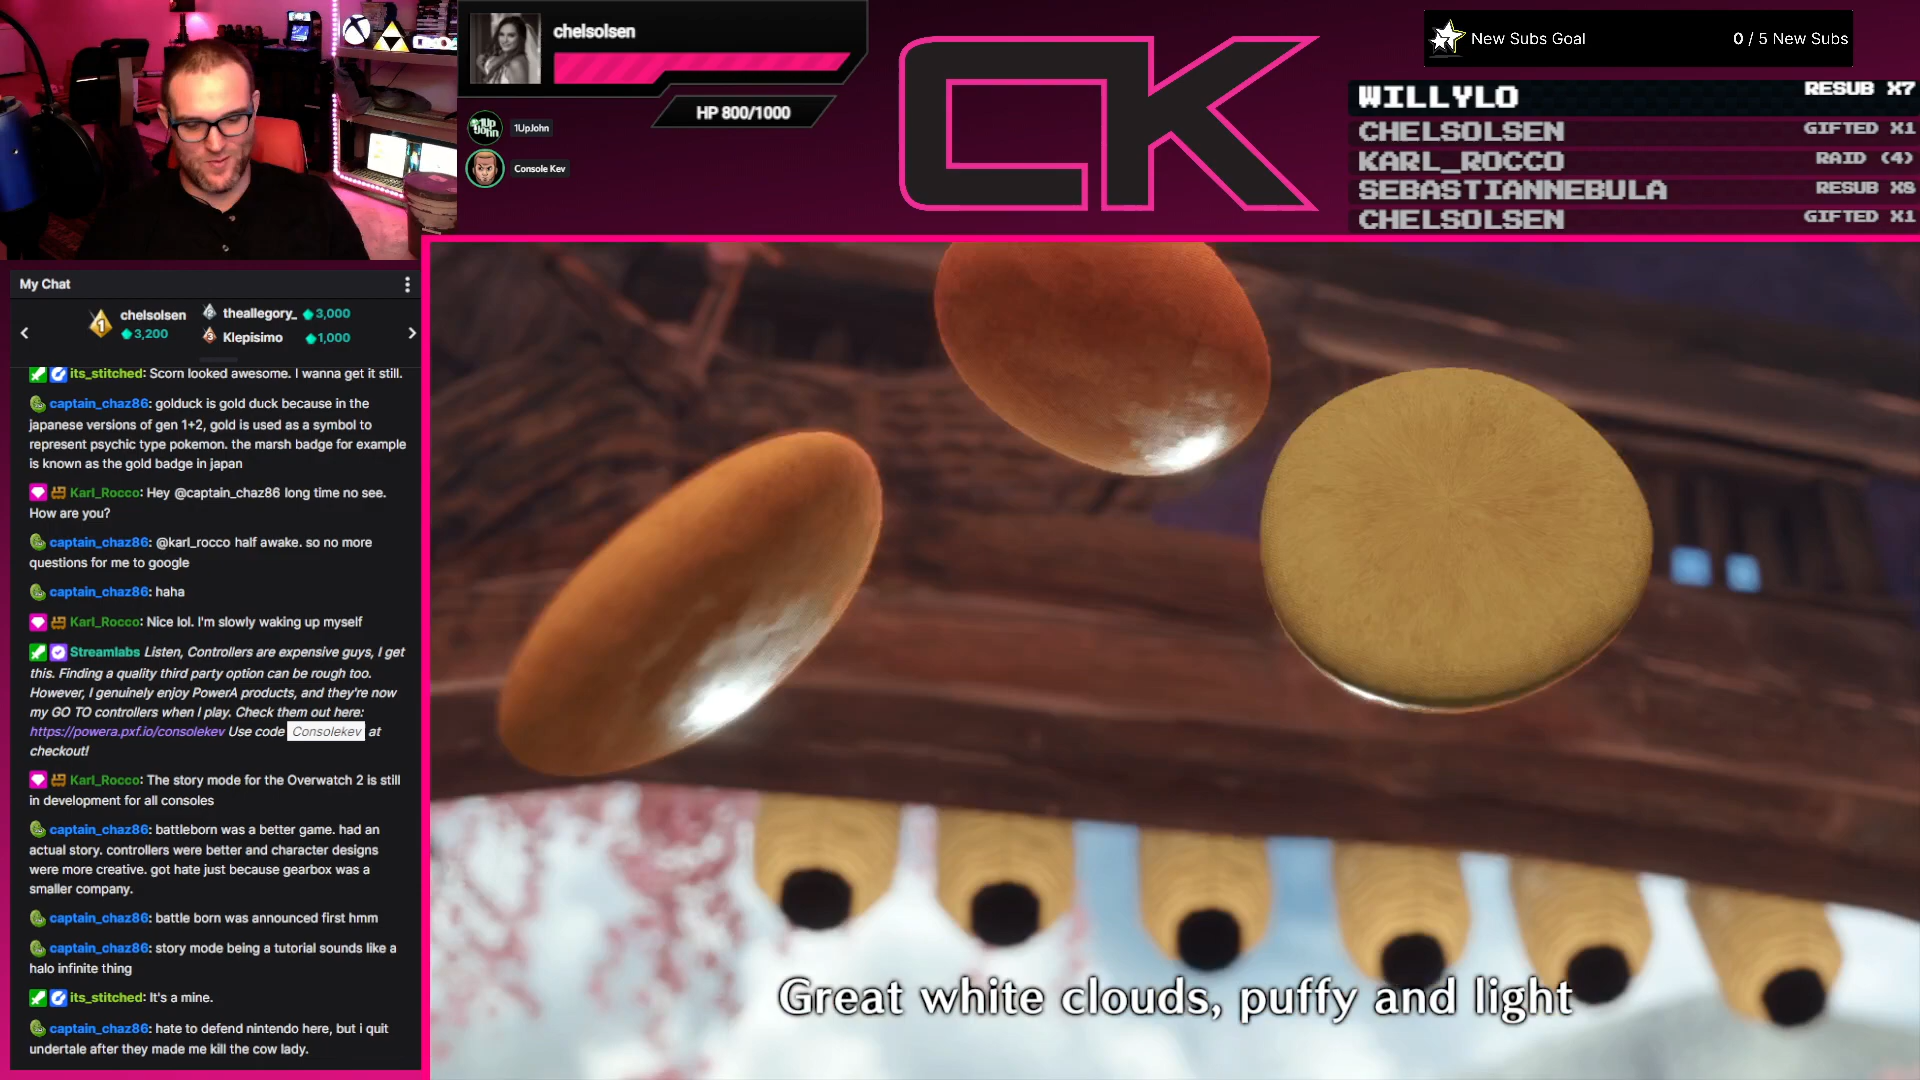 chelsolsen
HP 800/1000
1UpJohn
Console Kev
CK
New Subs Goal
0 / 5 New Subs
WILLYLO RESUB X7
CHELSOLSEN GIFTED X1
KARL_ROCCO RAID (4)
SEBASTIANNEBULA RESUB X8
CHELSOLSEN GIFTED X1
My Chat
1 chelsolsen 3,200
2 theallegory_ 3,000
3 Klepisimo 1,000
its_stitched: Scorn looked awesome. I wanna get it still.
captain_chaz86: golduck is gold duck because in the
japanese versions of gen 1+2, gold is used as a symbol to
represent psychic type pokemon. the marsh badge for example
is known as the gold badge in japan
Karl_Rocco: Hey @captain_chaz86 long time no see.
How are you?
captain_chaz86: @karl_rocco half awake. so no more
questions for me to google
captain_chaz86: haha
Karl_Rocco: Nice lol. I'm slowly waking up myself
Streamlabs Listen, Controllers are expensive guys, I get
this. Finding a quality third party option can be rough too.
However, I genuinely enjoy PowerA products, and they're now
my GO TO controllers when I play. Check them out here:
https://powera.pxf.io/consolekev Use code Consolekev at
checkout!
Karl_Rocco: The story mode for the Overwatch 2 is still
in development for all consoles
captain_chaz86: battleborn was a better game. had an
actual story. controllers were better and character designs
were more creative. got hate just because gearbox was a
smaller company.
captain_chaz86: battle born was announced first hmm
captain_chaz86: story mode being a tutorial sounds like a
halo infinite thing
its_stitched: It's a mine.
captain_chaz86: hate to defend nintendo here, but i quit
undertale after they made me kill the cow lady.
Great white clouds, puffy and light